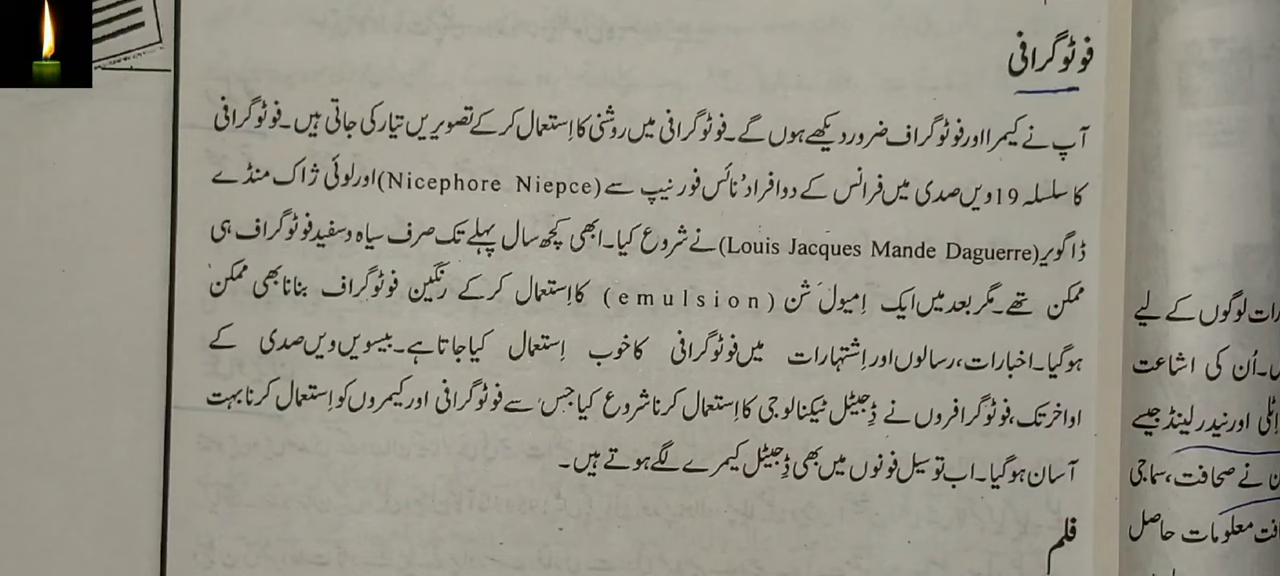 فوٹوگرافی
آپ نے کیمرا اور فوٹوگراف ضرور دیکھے ہوں گے۔ فوٹوگرافی میں روشنی کا اِستعمال کر کے تصویریں تیار کی جاتی ہیں۔ فوٹوگرافی
کا سلسلہ 19ویں صدی میں فرانس کے دو افراد' نائس فور نیپ سے (Nicephore Niepce) اور لوئی ژاک منڈے
ڈاگویر (Louis Jacques Mande Daguerre) نے شروع کیا۔ ابھی کچھ سال پہلے تک صرف سیاہ و سفید فوٹوگراف ہی
ممکن تھے۔ مگر بعد میں ایک اِمیولَ شن (emulsion) کا اِستعمال کر کے رنگین فوٹوگراف بنانا بھی ممکن
ہوگیا۔ اخبارات، رسالوں اور اِشتہارات میں فوٹوگرافی کا خوب اِستعمال کیا جاتا ہے۔ بیسویں ویں صدی کے
اواخر تک، فوٹوگرافروں نے ڈِجیٹل ٹیکنالوجی کا اِستعمال کرنا شروع کیا جس سے فوٹوگرافی اور کیمروں کو اِستعمال کرنا بہت
آسان ہوگیا۔ اب تو سیل فونوں میں بھی ڈِجیٹل کیمرے لگے ہوتے ہیں۔
فلم
لوگوں کے لیے
اُن کی اشاعت
اور نیدرلینڈ جیسے
نے صحافت، سماجی
معلومات حاصل